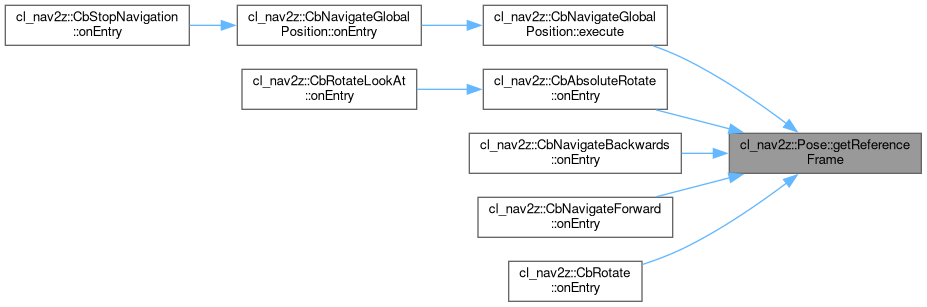 cl_nav2z::CbStopNavigation
::onEntry
cl_nav2z::CbNavigateGlobal
Position::onEntry
cl_nav2z::CbNavigateGlobal
Position::execute
cl_nav2z::CbRotateLookAt
::onEntry
cl_nav2z::CbAbsoluteRotate
::onEntry
cl_nav2z::CbNavigateBackwards
::onEntry
cl_nav2z::Pose::getReference
Frame
cl_nav2z::CbNavigateForward
::onEntry
cl_nav2z::CbRotate
::onEntry